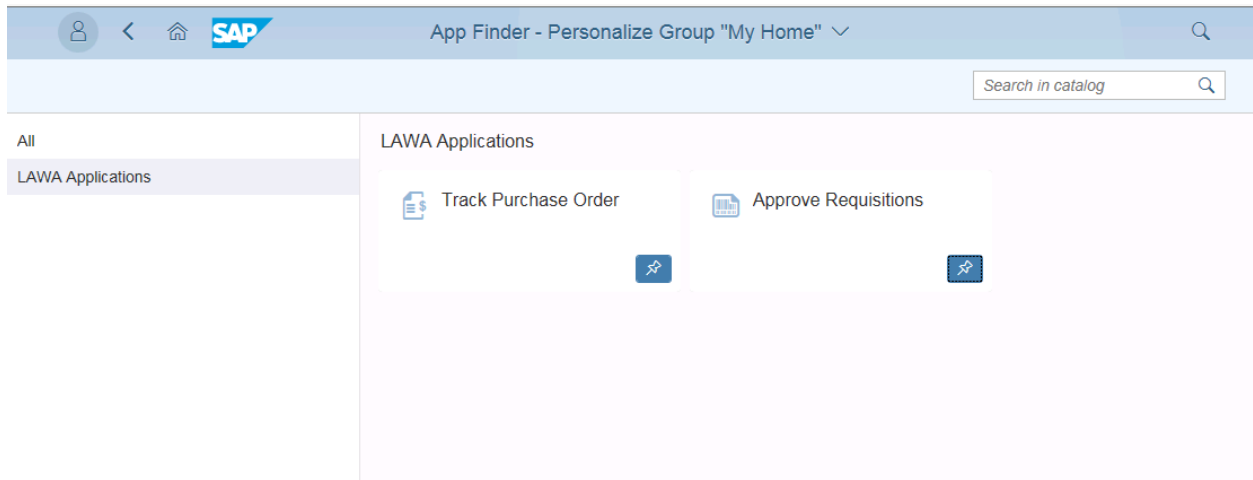 SAP
App Finder - Personalize Group "My Home"
Search in catalog
All
LAWA Applications
LAWA Applications
Track Purchase Order
Approve Requisitions